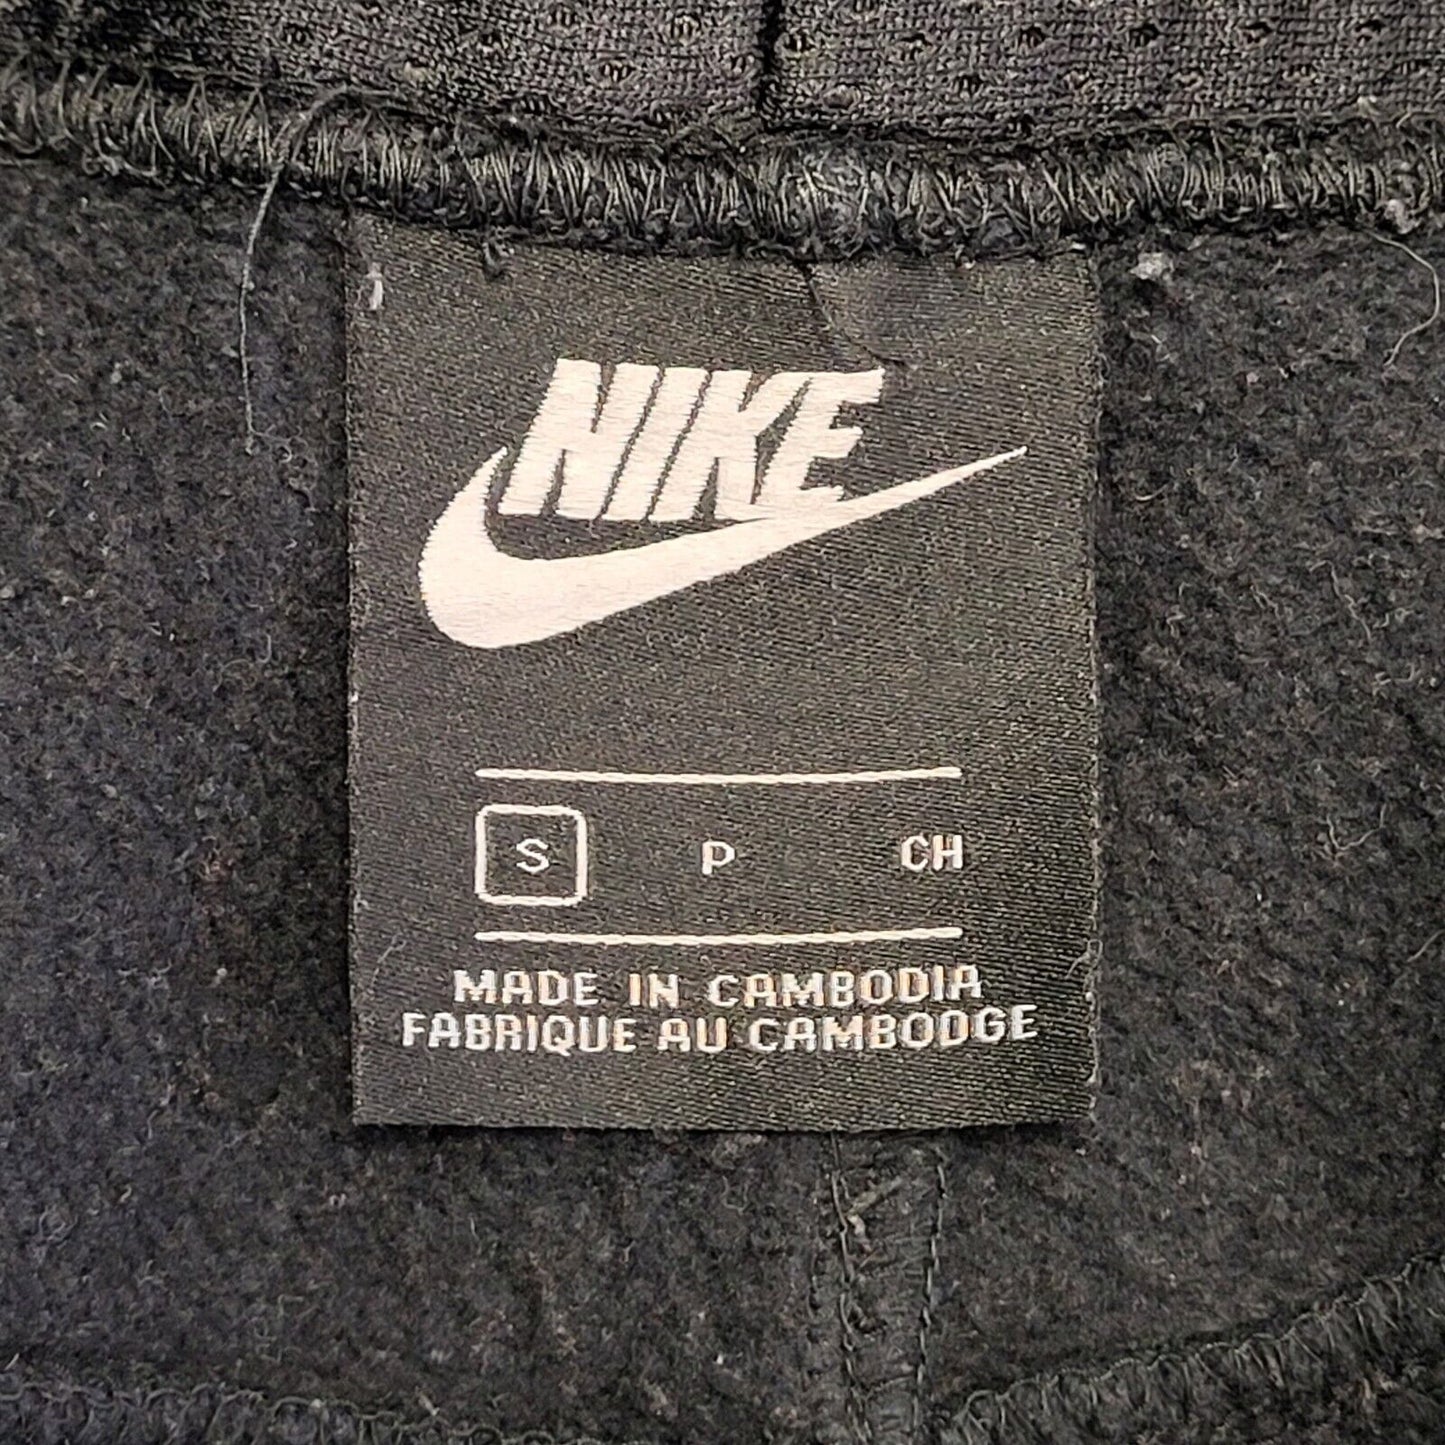 NIKE
S P CH
MADE IN CAMBODIA
FABRIQUE AU CAMBODGE